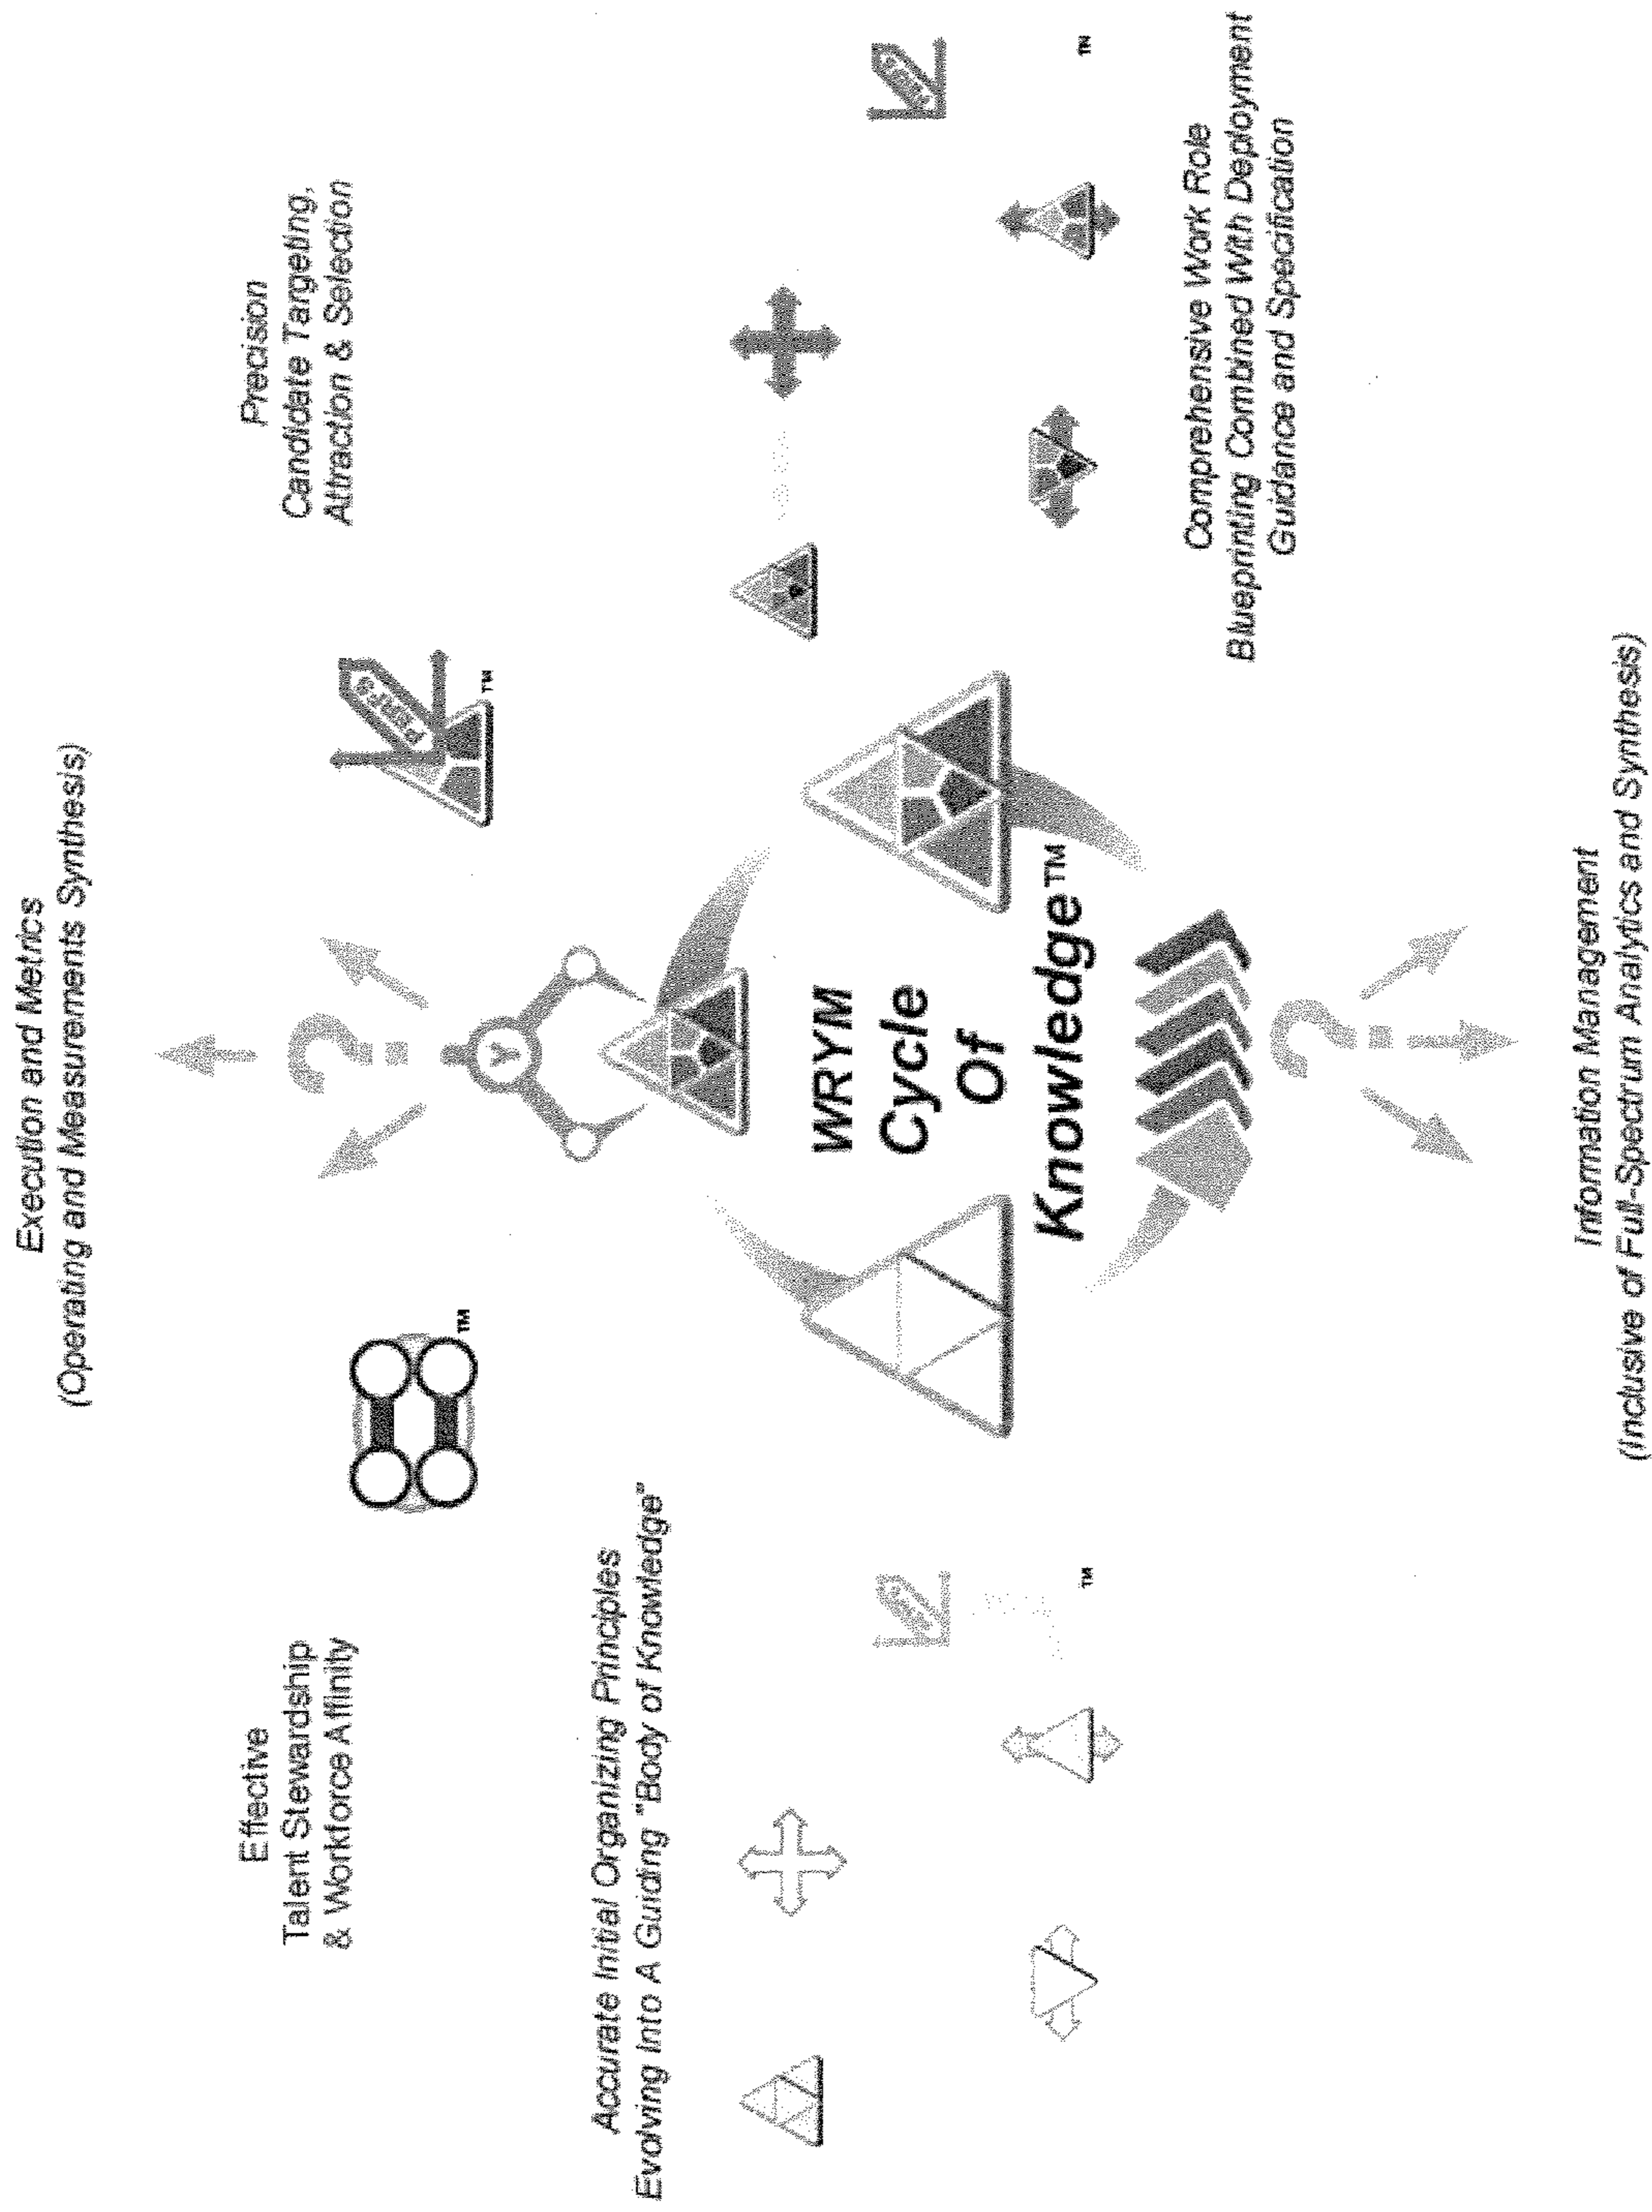 Execution and Metrics
(Operating and Measurements Synthesis)
Effective
Talent Stewardship
& Workforce Affinity
Precision
Candidate Targeting,
Attraction & Selection
TM
TM
Y
Accurate Initial Organizing Principles
Evolving Into A Guiding "Body of Knowledge"
WRYM
Cycle
Of
Knowledge™
TM
TM
Comprehensive Work Role
Blueprinting Combined With Deployment
Guidance and Specification
?
?
Information Management
(Inclusive of Full-Spectrum Analytics and Synthesis)